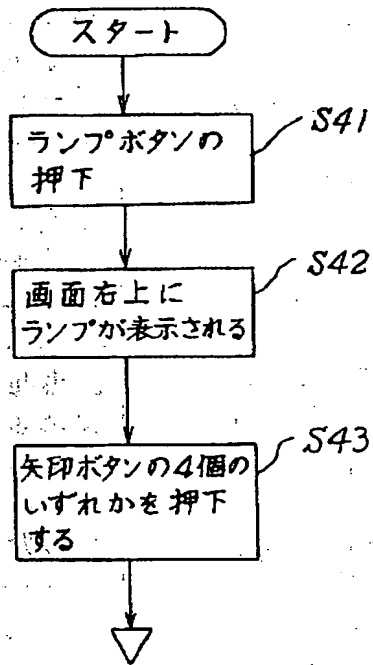 スタート
ランプボタンの
押下
S41
画面右上に
ランプが表示される
S42
矢印ボタンの4個の
いずれかを押下
する
S43